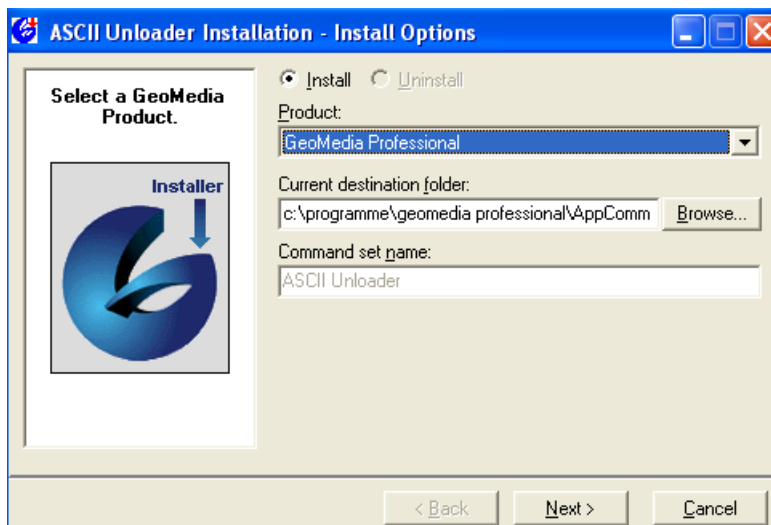 ASCII Unloader Installation - Install Options
Select a GeoMedia
Product.
Installer
Install Uninstall
Product:
GeoMedia Professional
Current destination folder:
c:\programme\geomedia professional\AppComm Browse...
Command set name:
ASCII Unloader
< Back Next > Cancel